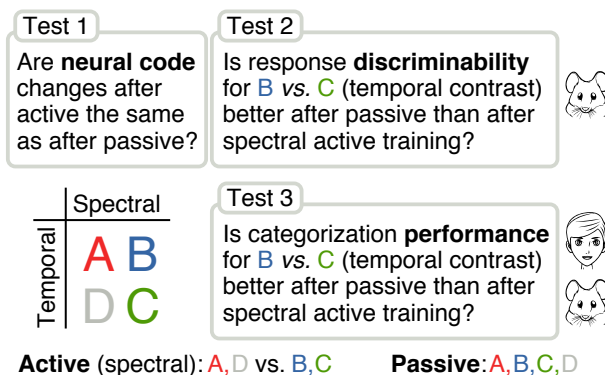 Test 1
Are neural code
changes after
active the same
as after passive?
Test 2
Is response discriminability
for B vs. C (temporal contrast)
better after passive than after
spectral active training?
Spectral
Temporal
A B
D C
Test 3
Is categorization performance
for B vs. C (temporal contrast)
better after passive than after
spectral active training?
Active (spectral): A,D vs. B,C
Passive: A,B,C,D